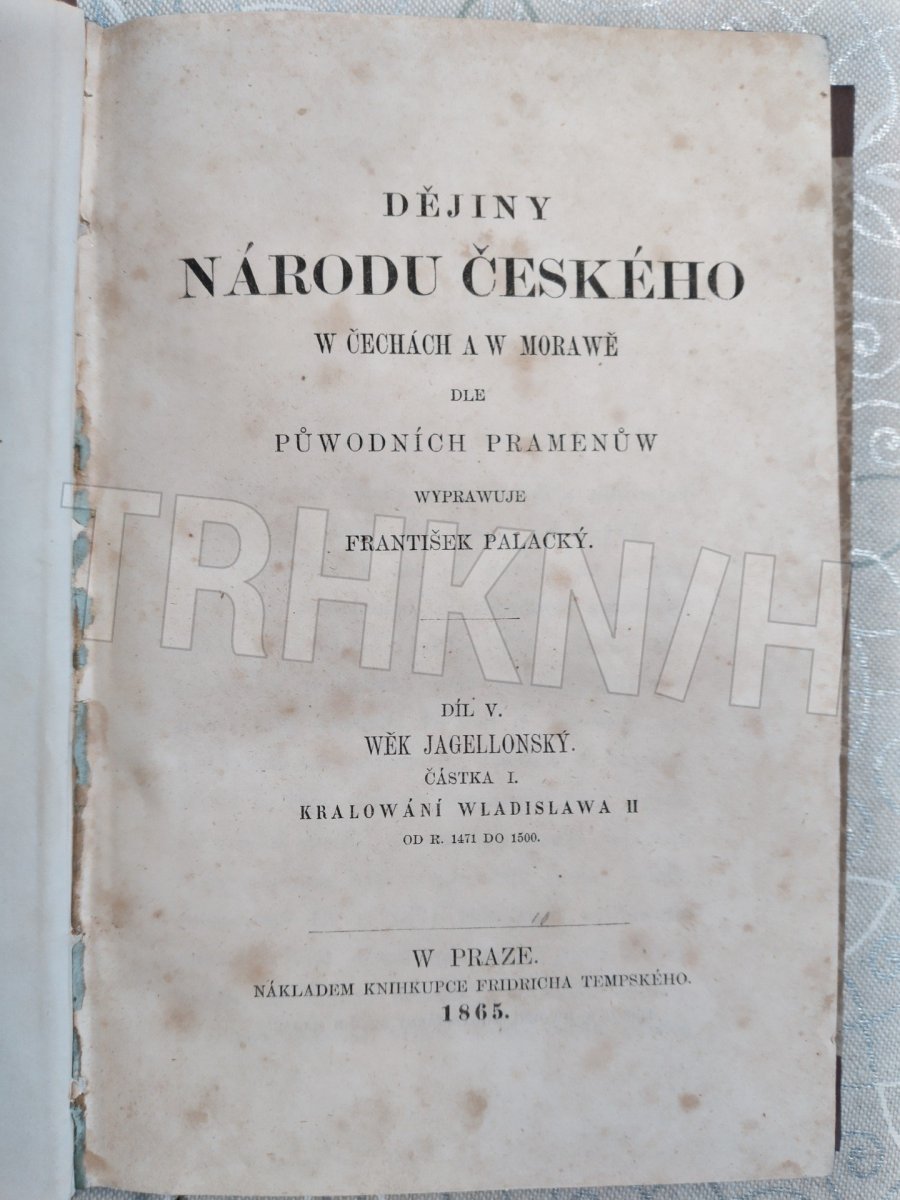 DĚJINY
NÁRODU ČESKÉHO
W ČECHÁCH A W MORAWĚ
DLE
PŮWODNÍCH PRAMENŮW
WYPRAWUJE
FRANTIŠEK PALACKÝ.
TRHKNIH
DÍL V.
WĚK JAGELLONSKÝ.
ČÁSTKA I.
KRALOWÁNÍ WLADISLAWA II
OD R. 1471 DO 1500.
10
W PRAZE.
NÁKLADEM KNIHKUPCE FRIDRICHA TEMPSKÉHO.
1865.